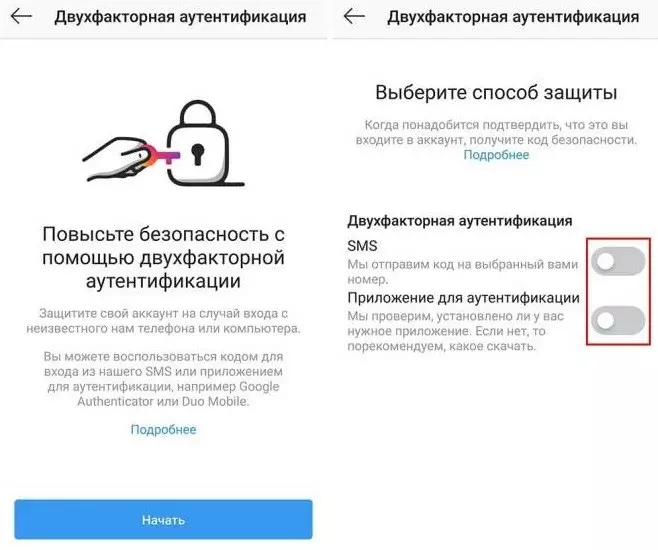 Двухфакторная аутентификация
Повысьте безопасность с
помощью двухфакторной
аутентификации
Защитите свой аккаунт на случай входа с
неизвестного нам телефона или компьютера.
Вы можете воспользоваться кодом для
входа из нашего SMS или приложением
для аутентификации, например Google
Authenticator или Duo Mobile.
Подробнее
Начать
Двухфакторная аутентификация
Выберите способ защиты
Когда понадобится подтвердить, что это вы
входите в аккаунт, получите код безопасности.
Подробнее
Двухфакторная аутентификация
SMS
Мы отправим код на выбранный вами
номер.
Приложение для аутентификации
Мы проверим, установлено ли у вас
нужное приложение. Если нет, то
порекомендуем, какое скачать.